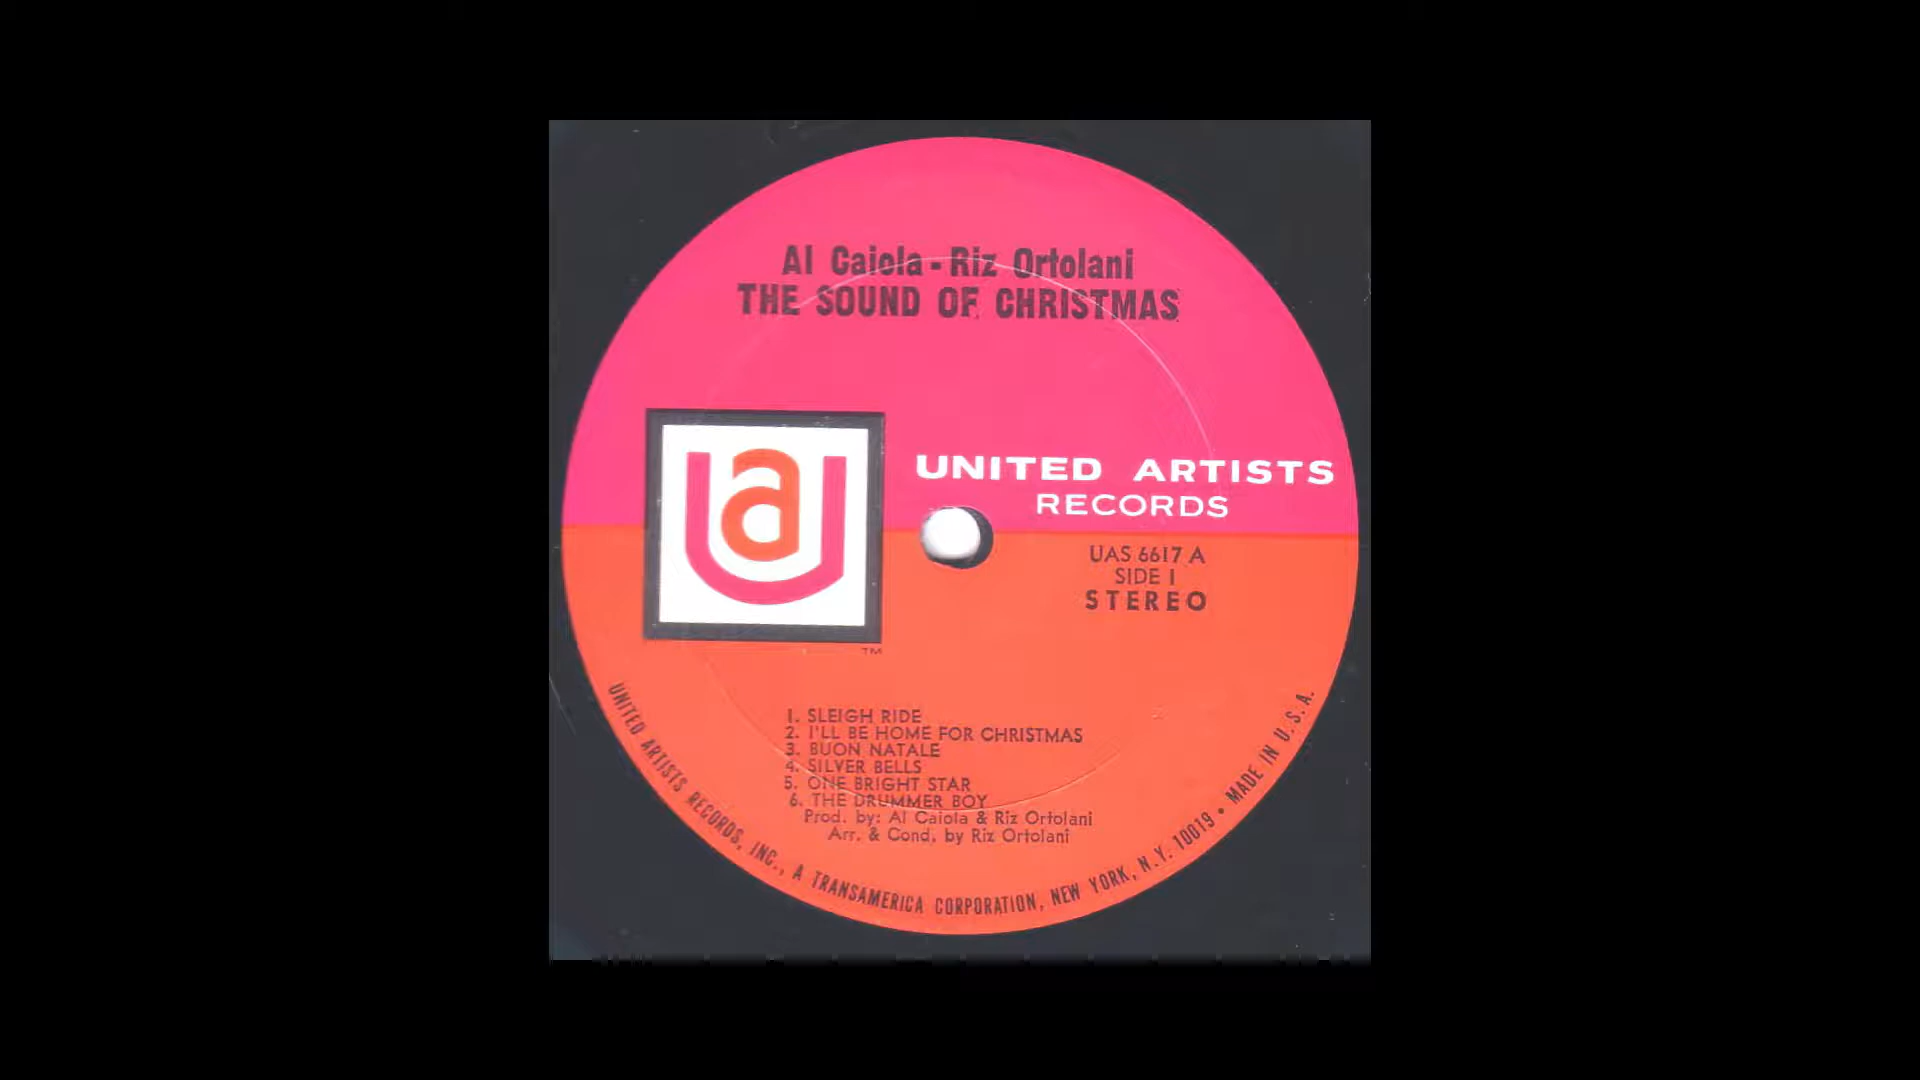 Al Caiola - Riz Ortolani
THE SOUND OF CHRISTMAS
ua
UNITED ARTISTS
RECORDS
UAS 6617 A
SIDE 1
STEREO
TM
1. SLEIGH RIDE
2. I'LL BE HOME FOR CHRISTMAS
3. BUON NATALE
4. SILVER BELLS
5. ONE BRIGHT STAR
6. THE DRUMMER BOY
Prod. by: Al Caiola & Riz Ortolani
Arr. & Cond. by Riz Ortolani
UNITED ARTISTS RECORDS, INC., A TRANSAMERICA CORPORATION, NEW YORK, N.Y. 10019 • MADE IN U.S.A.